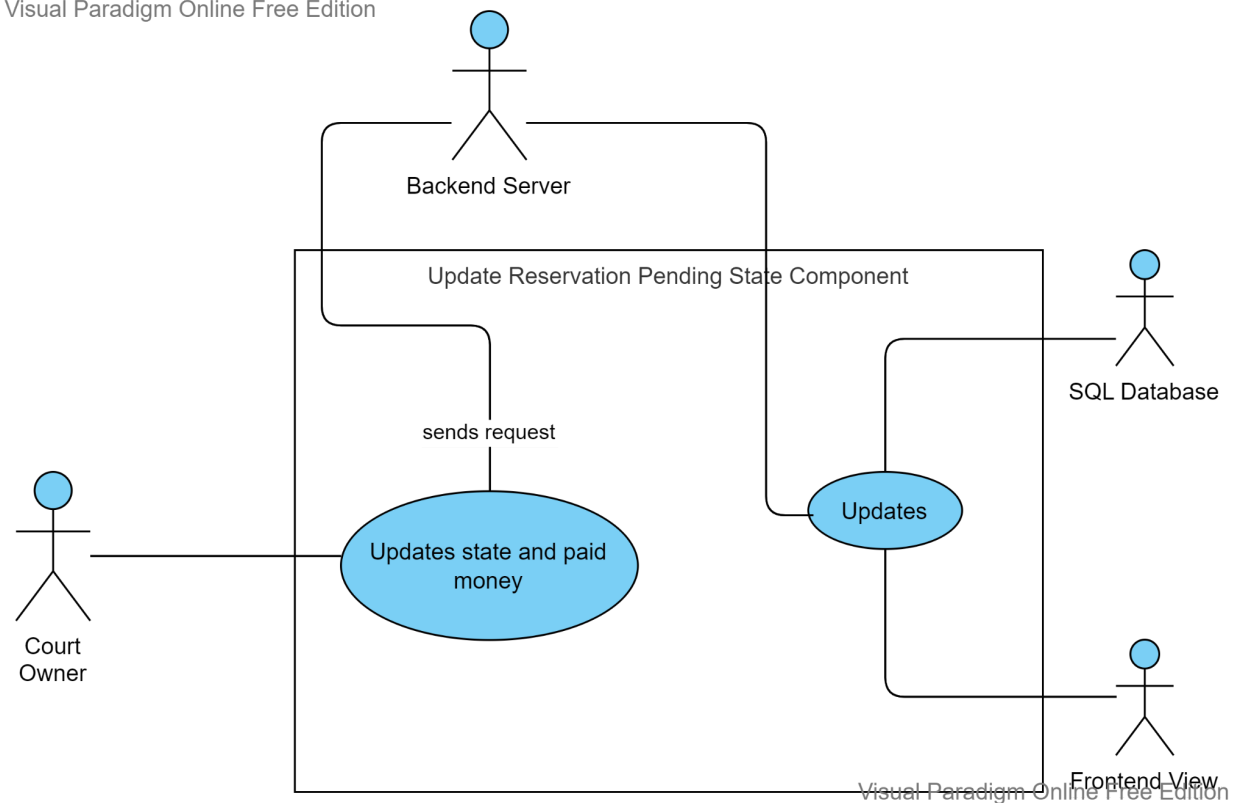 Visual Paradigm Online Free Edition
Backend Server
Update Reservation Pending State Component
SQL Database
sends request
Updates
Updates state and paid
money
Court
Owner
Frontend View
Visual Paradigm Online Free Edition